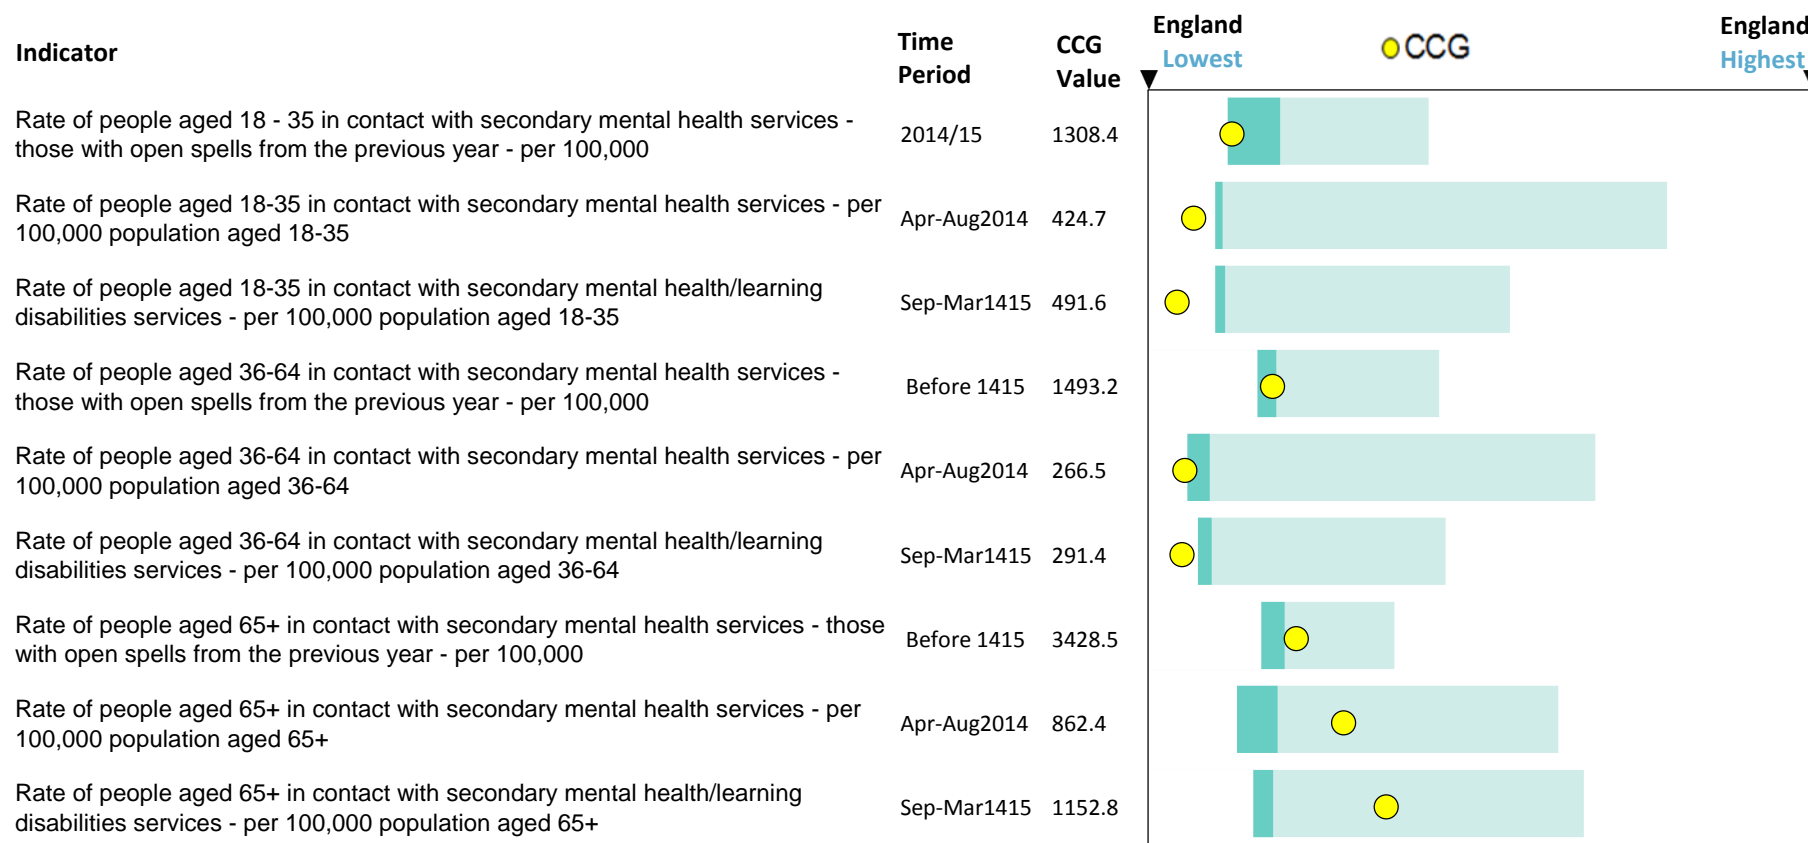 Indicator
Time
Period
CCG
Value
England
Lowest
CCG
England
Highest
Rate of people aged 18 - 35 in contact with secondary mental health services -
those with open spells from the previous year - per 100,000
2014/15
1308.4
Rate of people aged 18-35 in contact with secondary mental health services - per
100,000 population aged 18-35
Apr-Aug2014
424.7
Rate of people aged 18-35 in contact with secondary mental health/learning
disabilities services - per 100,000 population aged 18-35
Sep-Mar1415
491.6
Rate of people aged 36-64 in contact with secondary mental health services -
those with open spells from the previous year - per 100,000
Before 1415
1493.2
Rate of people aged 36-64 in contact with secondary mental health services - per
100,000 population aged 36-64
Apr-Aug2014
266.5
Rate of people aged 36-64 in contact with secondary mental health/learning
disabilities services - per 100,000 population aged 36-64
Sep-Mar1415
291.4
Rate of people aged 65+ in contact with secondary mental health services - those
with open spells from the previous year - per 100,000
Before 1415
3428.5
Rate of people aged 65+ in contact with secondary mental health services - per
100,000 population aged 65+
Apr-Aug2014
862.4
Rate of people aged 65+ in contact with secondary mental health/learning
disabilities services - per 100,000 population aged 65+
Sep-Mar1415
1152.8